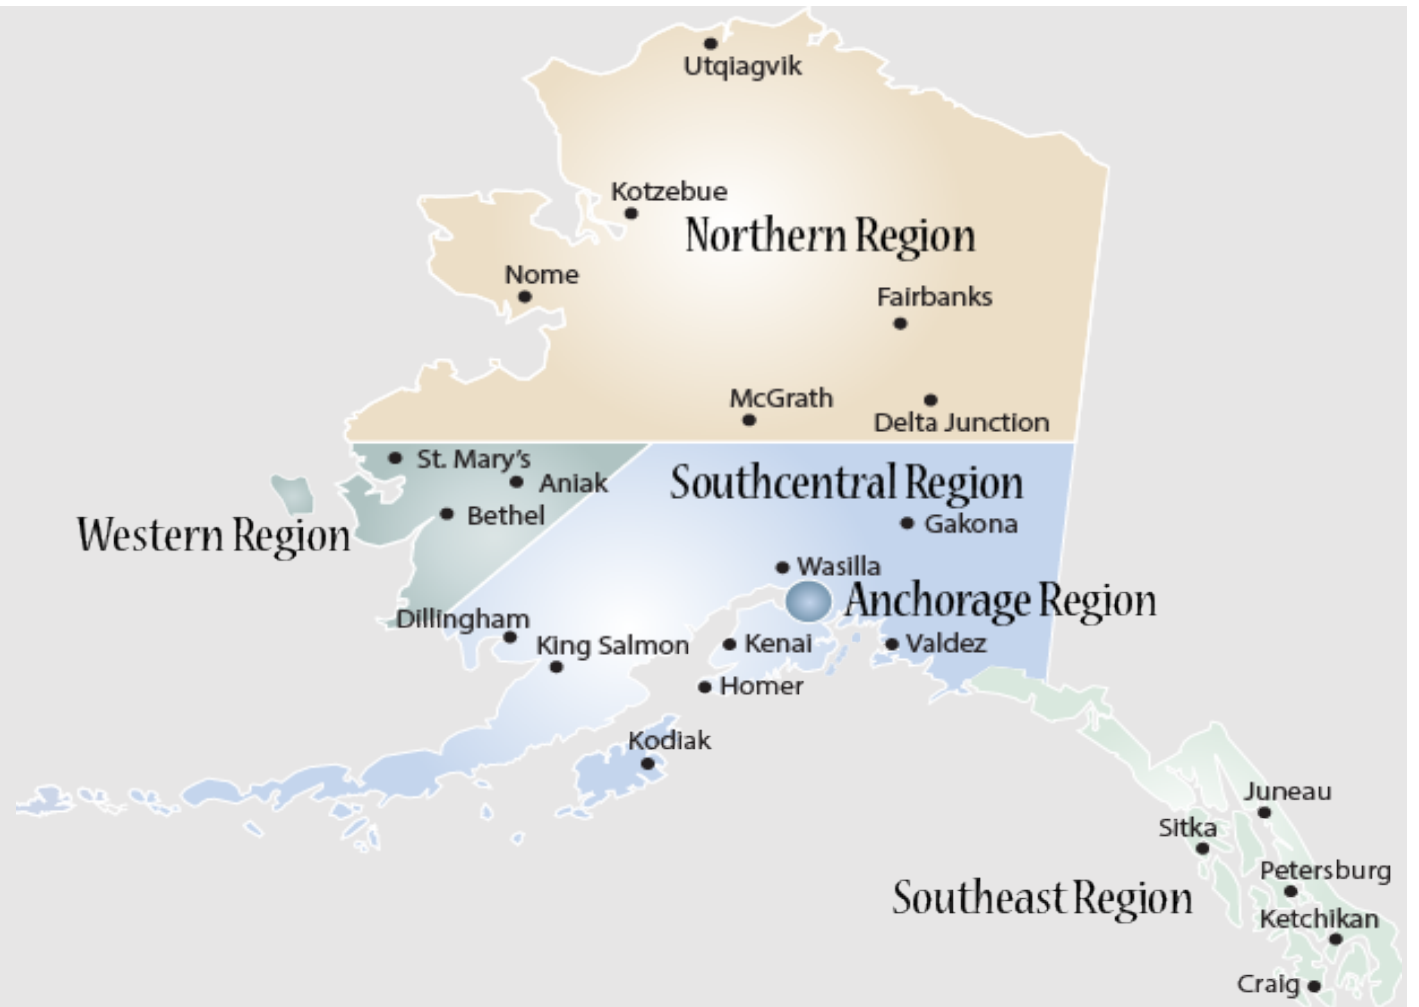 Utqiagvik
Kotzebue
Northern Region
Nome
Fairbanks
McGrath
Delta Junction
St. Mary's
Southcentral Region
Aniak
Bethel
Gakona
Western Region
Wasilla
Anchorage Region
Dillingham
King Salmon
Kenai
Valdez
Homer
Kodiak
Juneau
Sitka
Petersburg
Southeast Region
Ketchikan
Craig